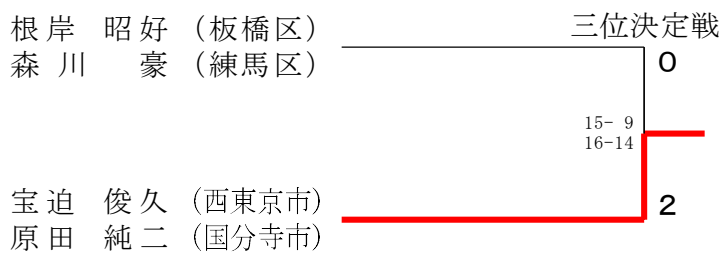 三位決定戦
根岸 昭好 (板橋区)
森川 豪 (練馬区)
0
15- 9
16-14
宝迫 俊久 (西東京市)
原田 純二 (国分寺市)
2